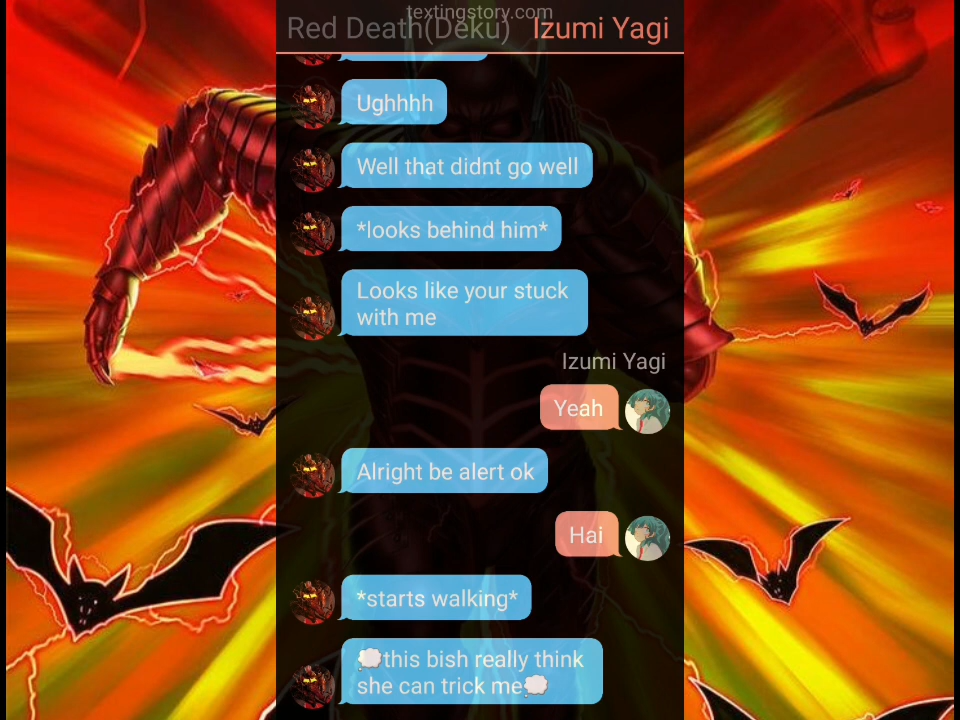 textingstory.com
Red Death(Deku) Izumi Yagi
Ughhhh
Well that didnt go well
*looks behind him*
Looks like your stuck
with me
Izumi Yagi
Yeah
Alright be alert ok
Hai
*starts walking*
💭this bish really think
she can trick me💭